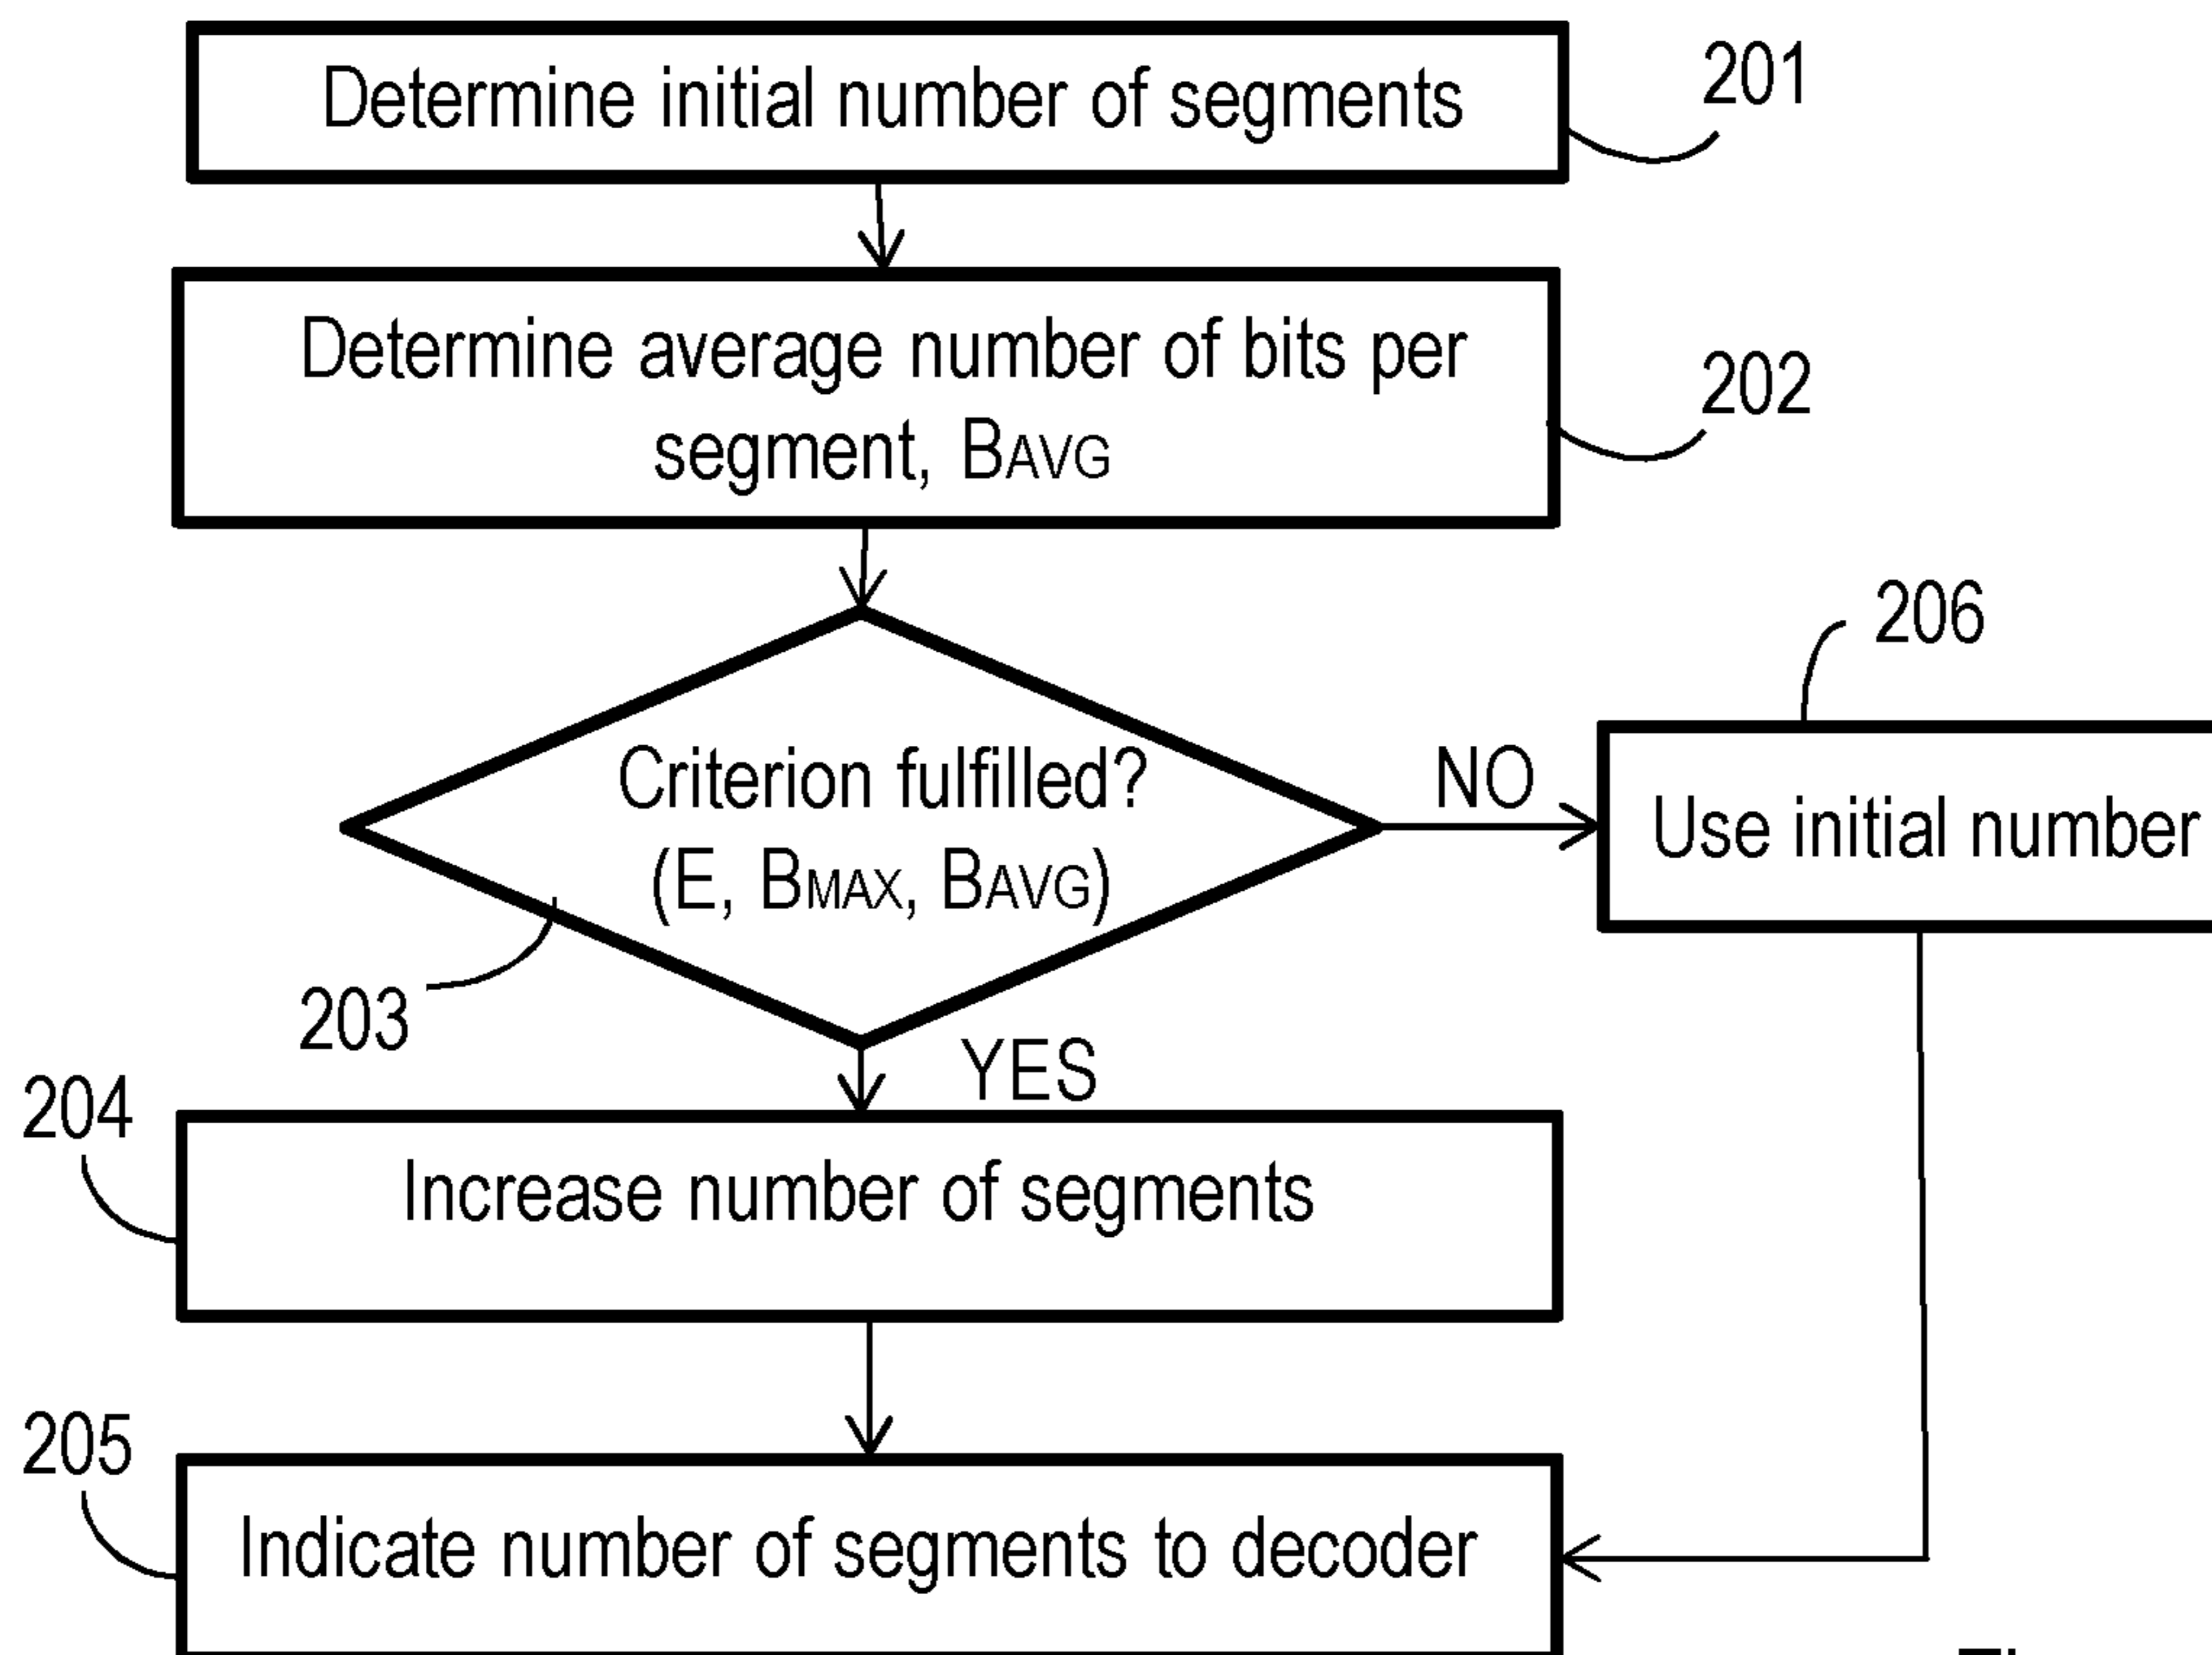 Determine initial number of segments
201
Determine average number of bits per
segment, BAVG
202
206
Criterion fulfilled?
(E, BMAX, BAVG)
NO
Use initial number
203
YES
204
Increase number of segments
205
Indicate number of segments to decoder